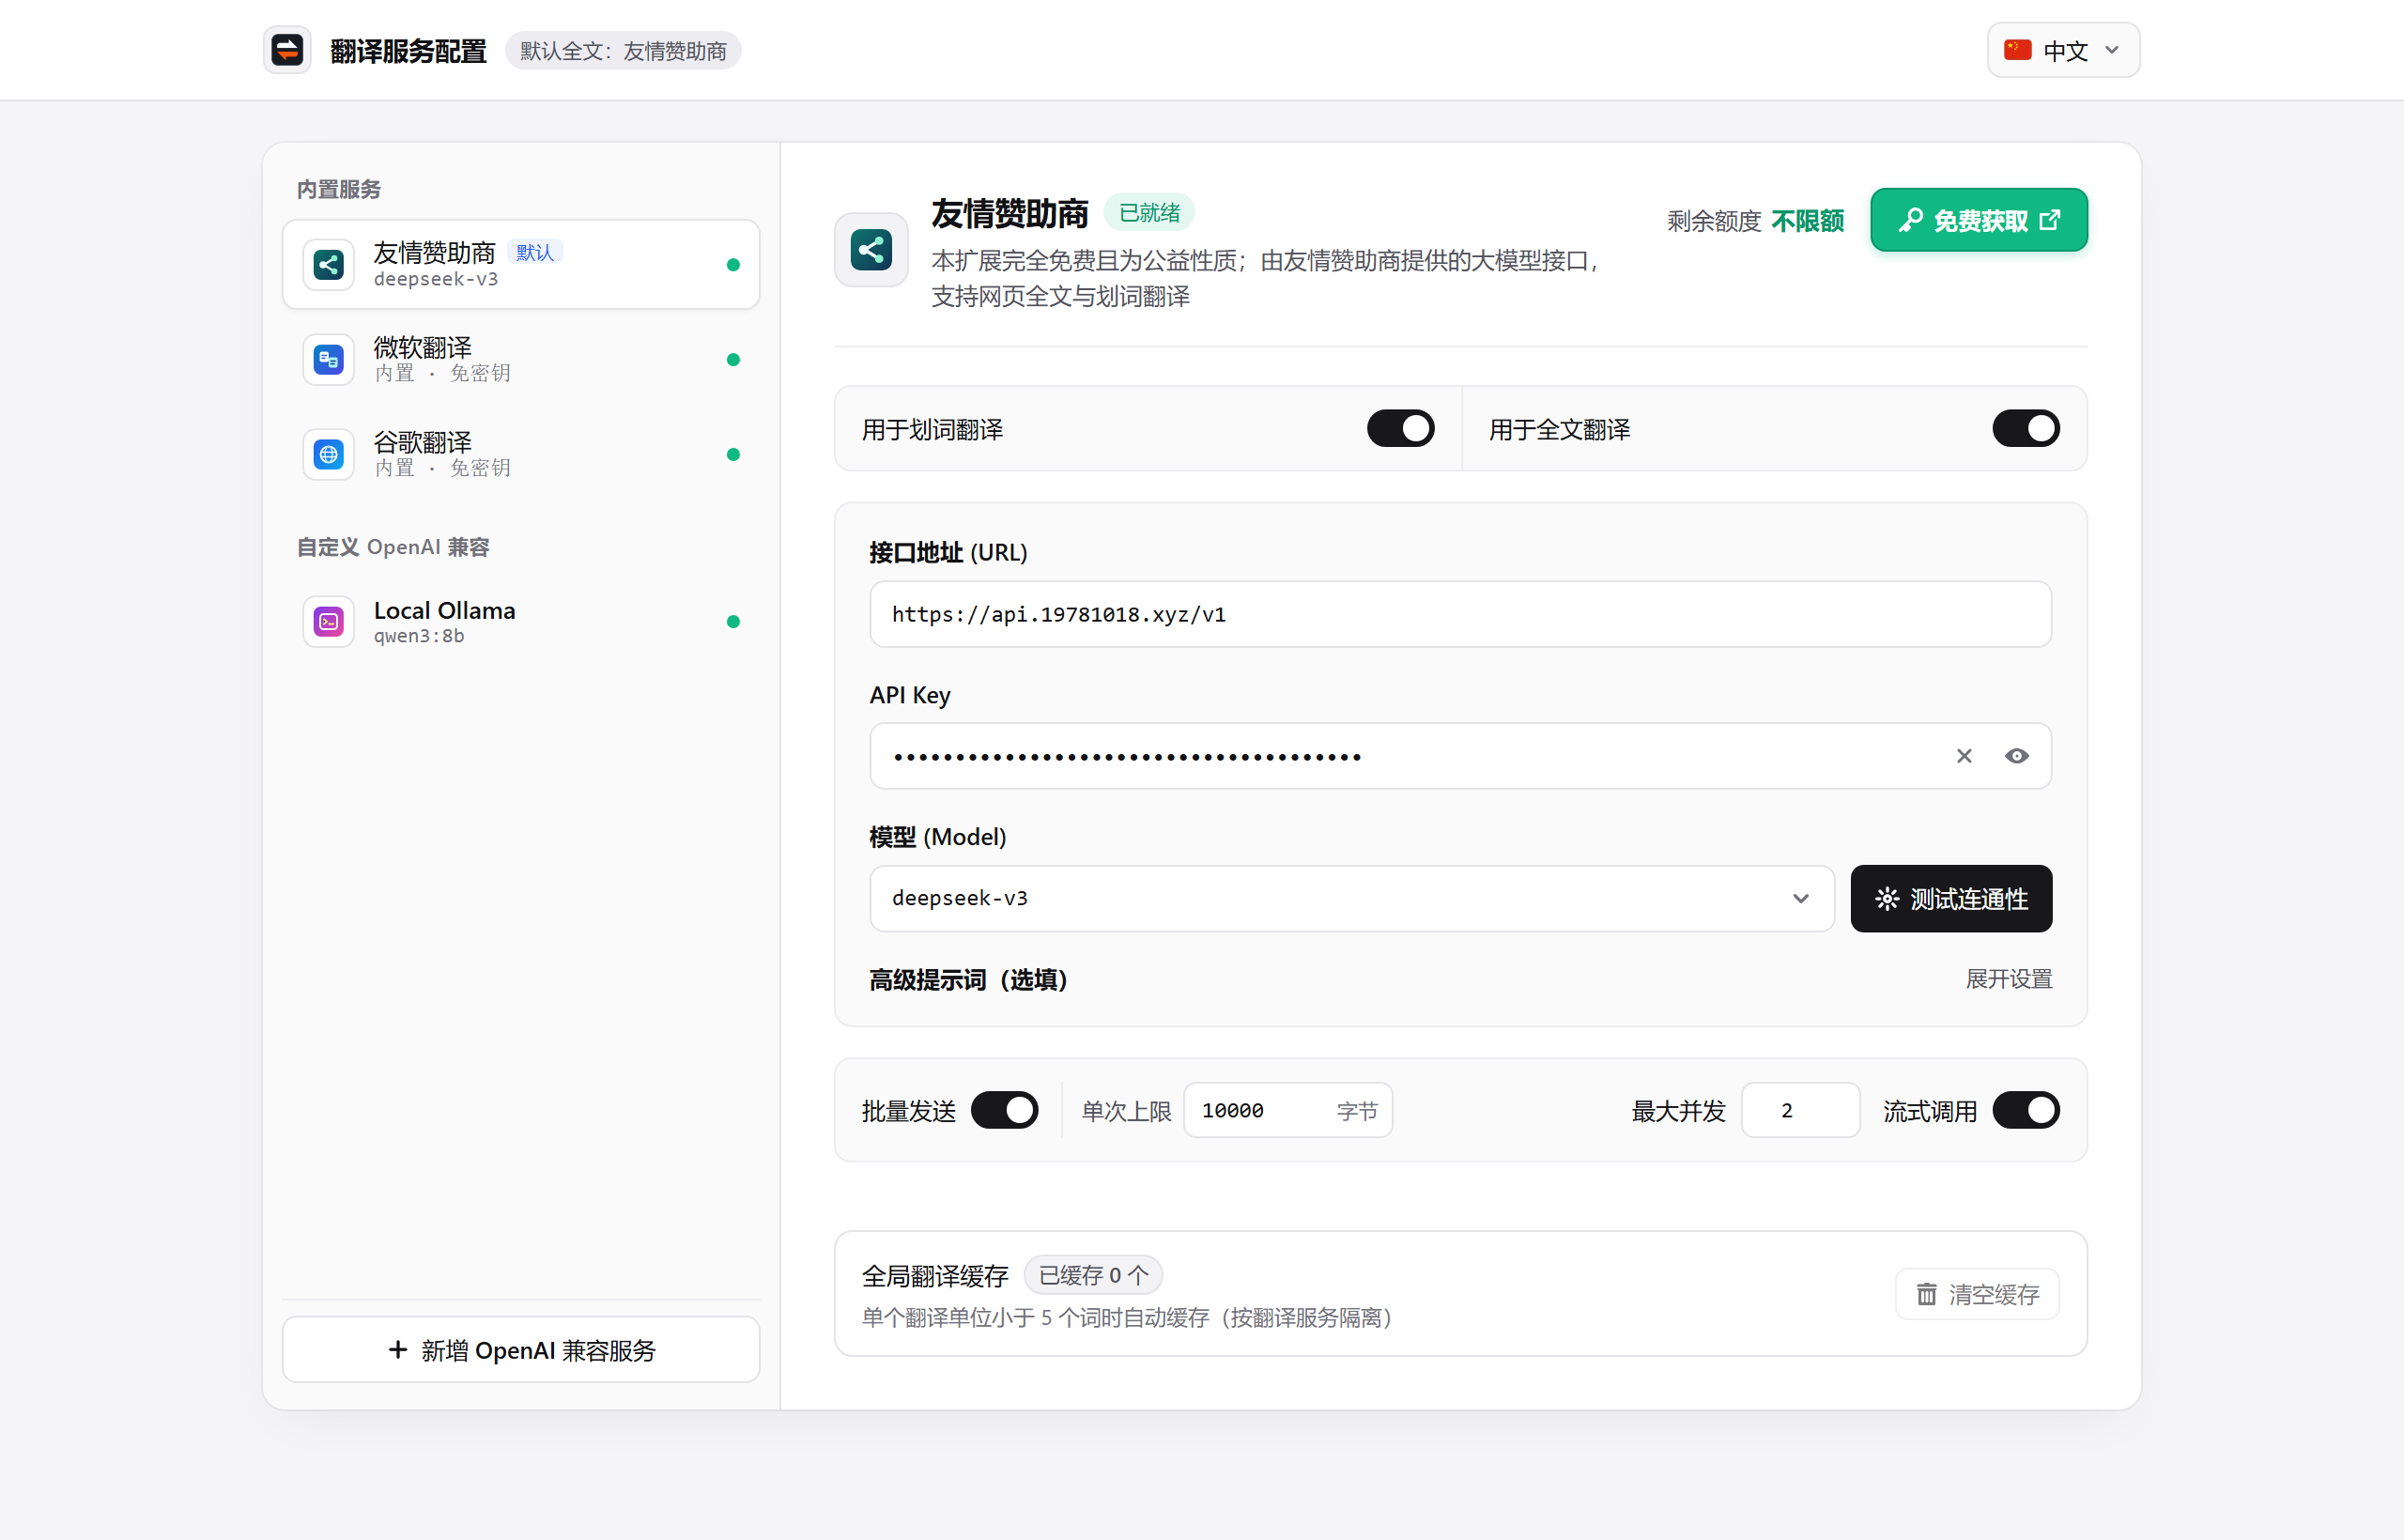 翻译服务配置
默认全文：友情赞助商
中文
内置服务
友情赞助商 默认
deepseek-v3
微软翻译
内置 · 免密钥
谷歌翻译
内置 · 免密钥
自定义 OpenAI 兼容
Local Ollama
qwen3:8b
新增 OpenAI 兼容服务
友情赞助商 已就绪
本扩展完全免费且为公益性质；由友情赞助商提供的大模型接口，
支持网页全文与划词翻译
剩余额度 不限额
免费获取
用于划词翻译
用于全文翻译
接口地址 (URL)
https://api.19781018.xyz/v1
API Key
••••••••••••••••••••••••••••••••••••••
模型 (Model)
deepseek-v3
测试连通性
高级提示词（选填）
展开设置
批量发送
单次上限 10000 字节
最大并发 2
流式调用
全局翻译缓存 已缓存 0 个
单个翻译单位小于 5 个词时自动缓存（按翻译服务隔离）
清空缓存